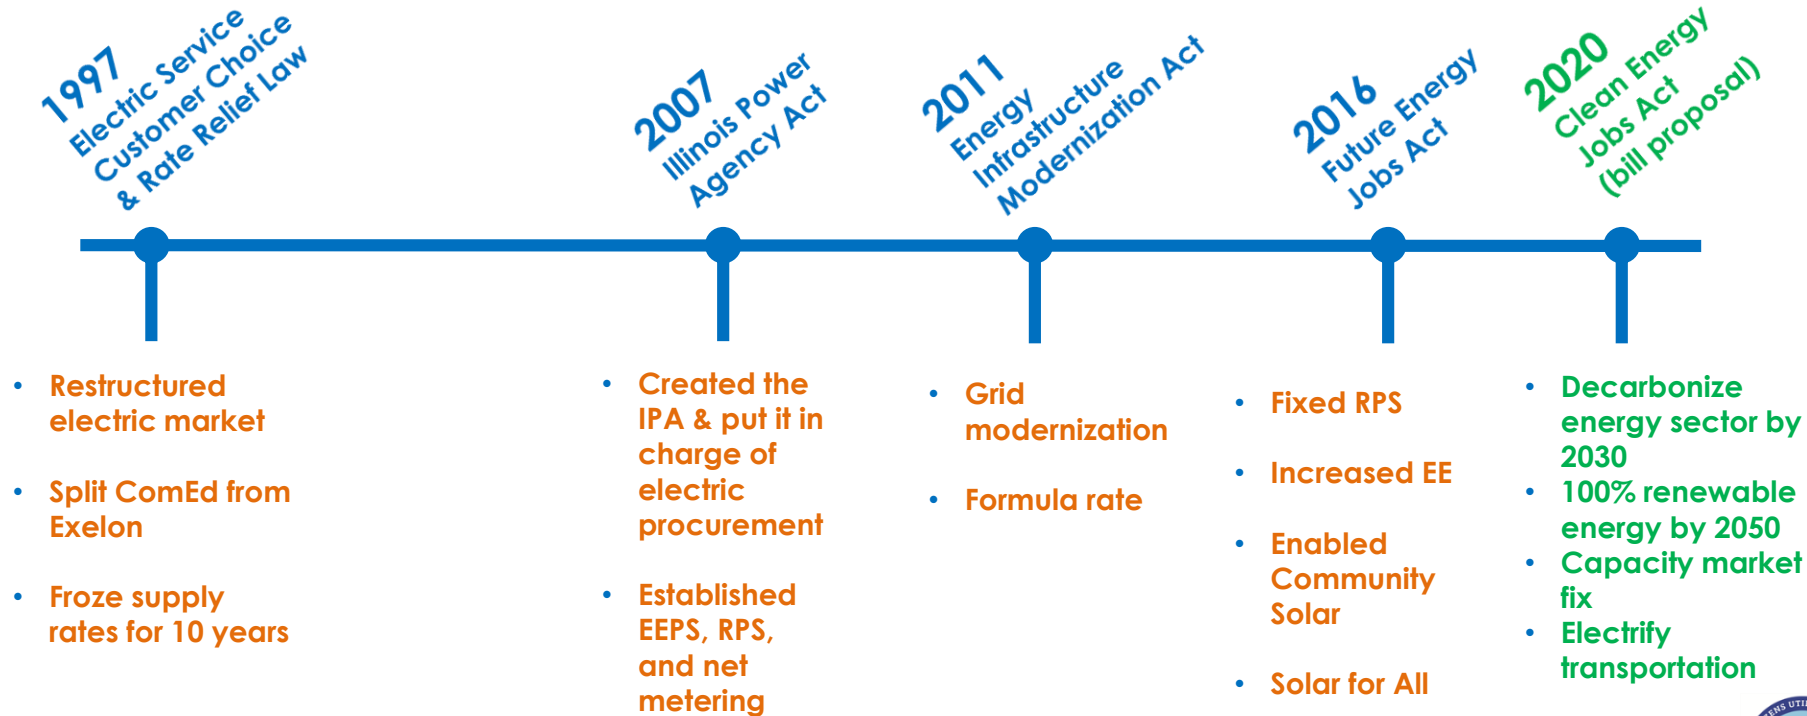 1997
Electric Service
Customer Choice
& Rate Relief Law
2007
Illinois Power
Agency Act
2011
Energy
Infrastructure
Modernization Act
2016
Future Energy
Jobs Act
2020
Clean Energy
Jobs Act
(bill proposal)
• Restructured
electric market
• Split ComEd from
Exelon
• Froze supply
rates for 10 years
• Created the
IPA & put it in
charge of
electric
procurement
• Established
EEPS, RPS,
and net
metering
• Grid
modernization
• Formula rate
• Fixed RPS
• Increased EE
• Enabled
Community
Solar
• Solar for All
• Decarbonize
energy sector by
2030
• 100% renewable
energy by 2050
• Capacity market
fix
• Electrify
transportation